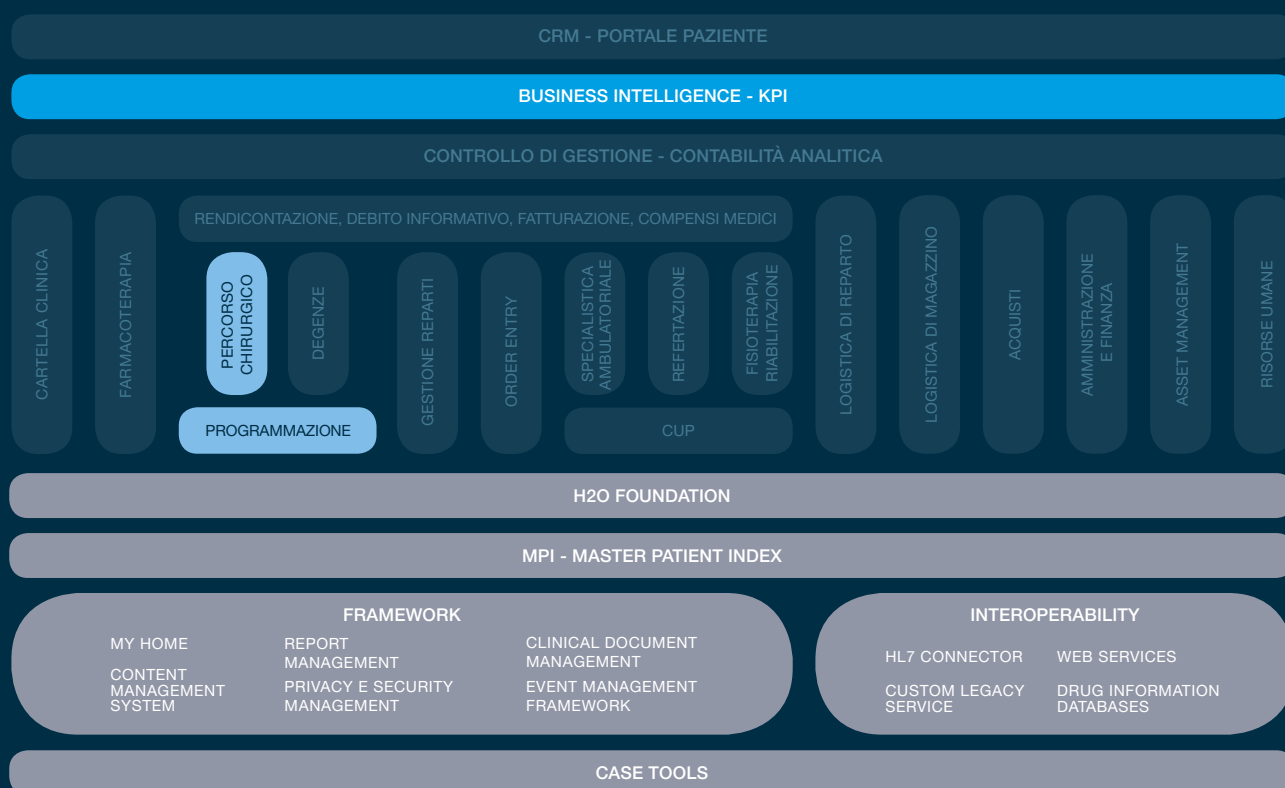 CRM - PORTALE PAZIENTE
BUSINESS INTELLIGENCE - KPI
CONTROLLO DI GESTIONE - CONTABILITÀ ANALITICA
CARTELLA CLINICA
FARMACOTERAPIA
RENDICONTAZIONE, DEBITO INFORMATIVO, FATTURAZIONE, COMPENSI MEDICI
PERCORSO
CHIRURGICO
DEGENZE
PROGRAMMAZIONE
GESTIONE REPARTI
ORDER ENTRY
SPECIALISTICA
AMBULATORIALE
REFERTAZIONE
FISIOTERAPIA
RIABILITAZIONE
CUP
LOGISTICA DI REPARTO
LOGISTICA DI MAGAZZINO
ACQUISTI
AMMINISTRAZIONE
E FINANZA
ASSET MANAGEMENT
RISORSE UMANE
H2O FOUNDATION
MPI - MASTER PATIENT INDEX
FRAMEWORK
MY HOME
CONTENT
MANAGEMENT
SYSTEM
REPORT
MANAGEMENT
PRIVACY E SECURITY
MANAGEMENT
CLINICAL DOCUMENT
MANAGEMENT
EVENT MANAGEMENT
FRAMEWORK
INTEROPERABILITY
HL7 CONNECTOR
CUSTOM LEGACY
SERVICE
WEB SERVICES
DRUG INFORMATION
DATABASES
CASE TOOLS